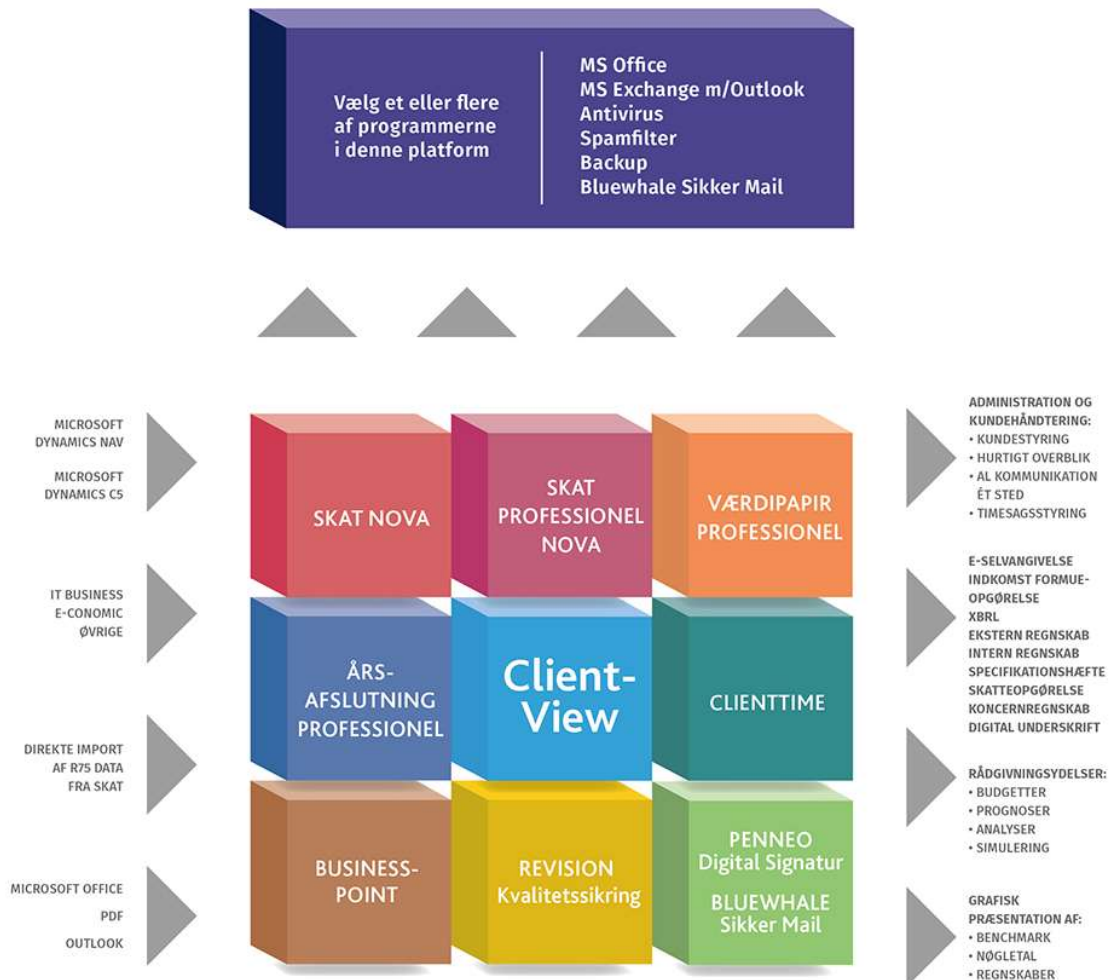 Vælg et eller flere
af programmerne
i denne platform
MS Office
MS Exchange m/Outlook
Antivirus
Spamfilter
Backup
Bluewhale Sikker Mail
MICROSOFT
DYNAMICS NAV
MICROSOFT
DYNAMICS C5
IT BUSINESS
E-CONOMIC
ØVRIGE
DIREKTE IMPORT
AF R75 DATA
FRA SKAT
MICROSOFT OFFICE
PDF
OUTLOOK
SKAT NOVA
SKAT
PROFESSIONEL
NOVA
VÆRDIPAPIR
PROFESSIONEL
ÅRS-
AFSLUTNING
PROFESSIONEL
Client-
View
CLIENTTIME
BUSINESS-
POINT
REVISION
Kvalitetssikring
PENNEO
Digital Signatur
BLUEWHALE
Sikker Mail
ADMINISTRATION OG
KUNDEHÅNDTERING:
• KUNDESTYRING
• HURTIGT OVERBLIK
• AL KOMMUNIKATION
ÉT STED
• TIMESAGSSTYRING
E-SELVANGIVELSE
INDKOMST FORMUE-
OPGØRELSE
XBRL
EKSTERN REGNSKAB
INTERN REGNSKAB
SPECIFIKATIONSHÆFTE
SKATTEOPGØRELSE
KONCERNREGNSKAB
DIGITAL UNDERSKRIFT
RÅDGIVNINGSYDELSER:
• BUDGETTER
• PROGNOSER
• ANALYSER
• SIMULERING
GRAFISK
PRÆSENTATION AF:
• BENCHMARK
• NØGLETAL
• REGNSKABER